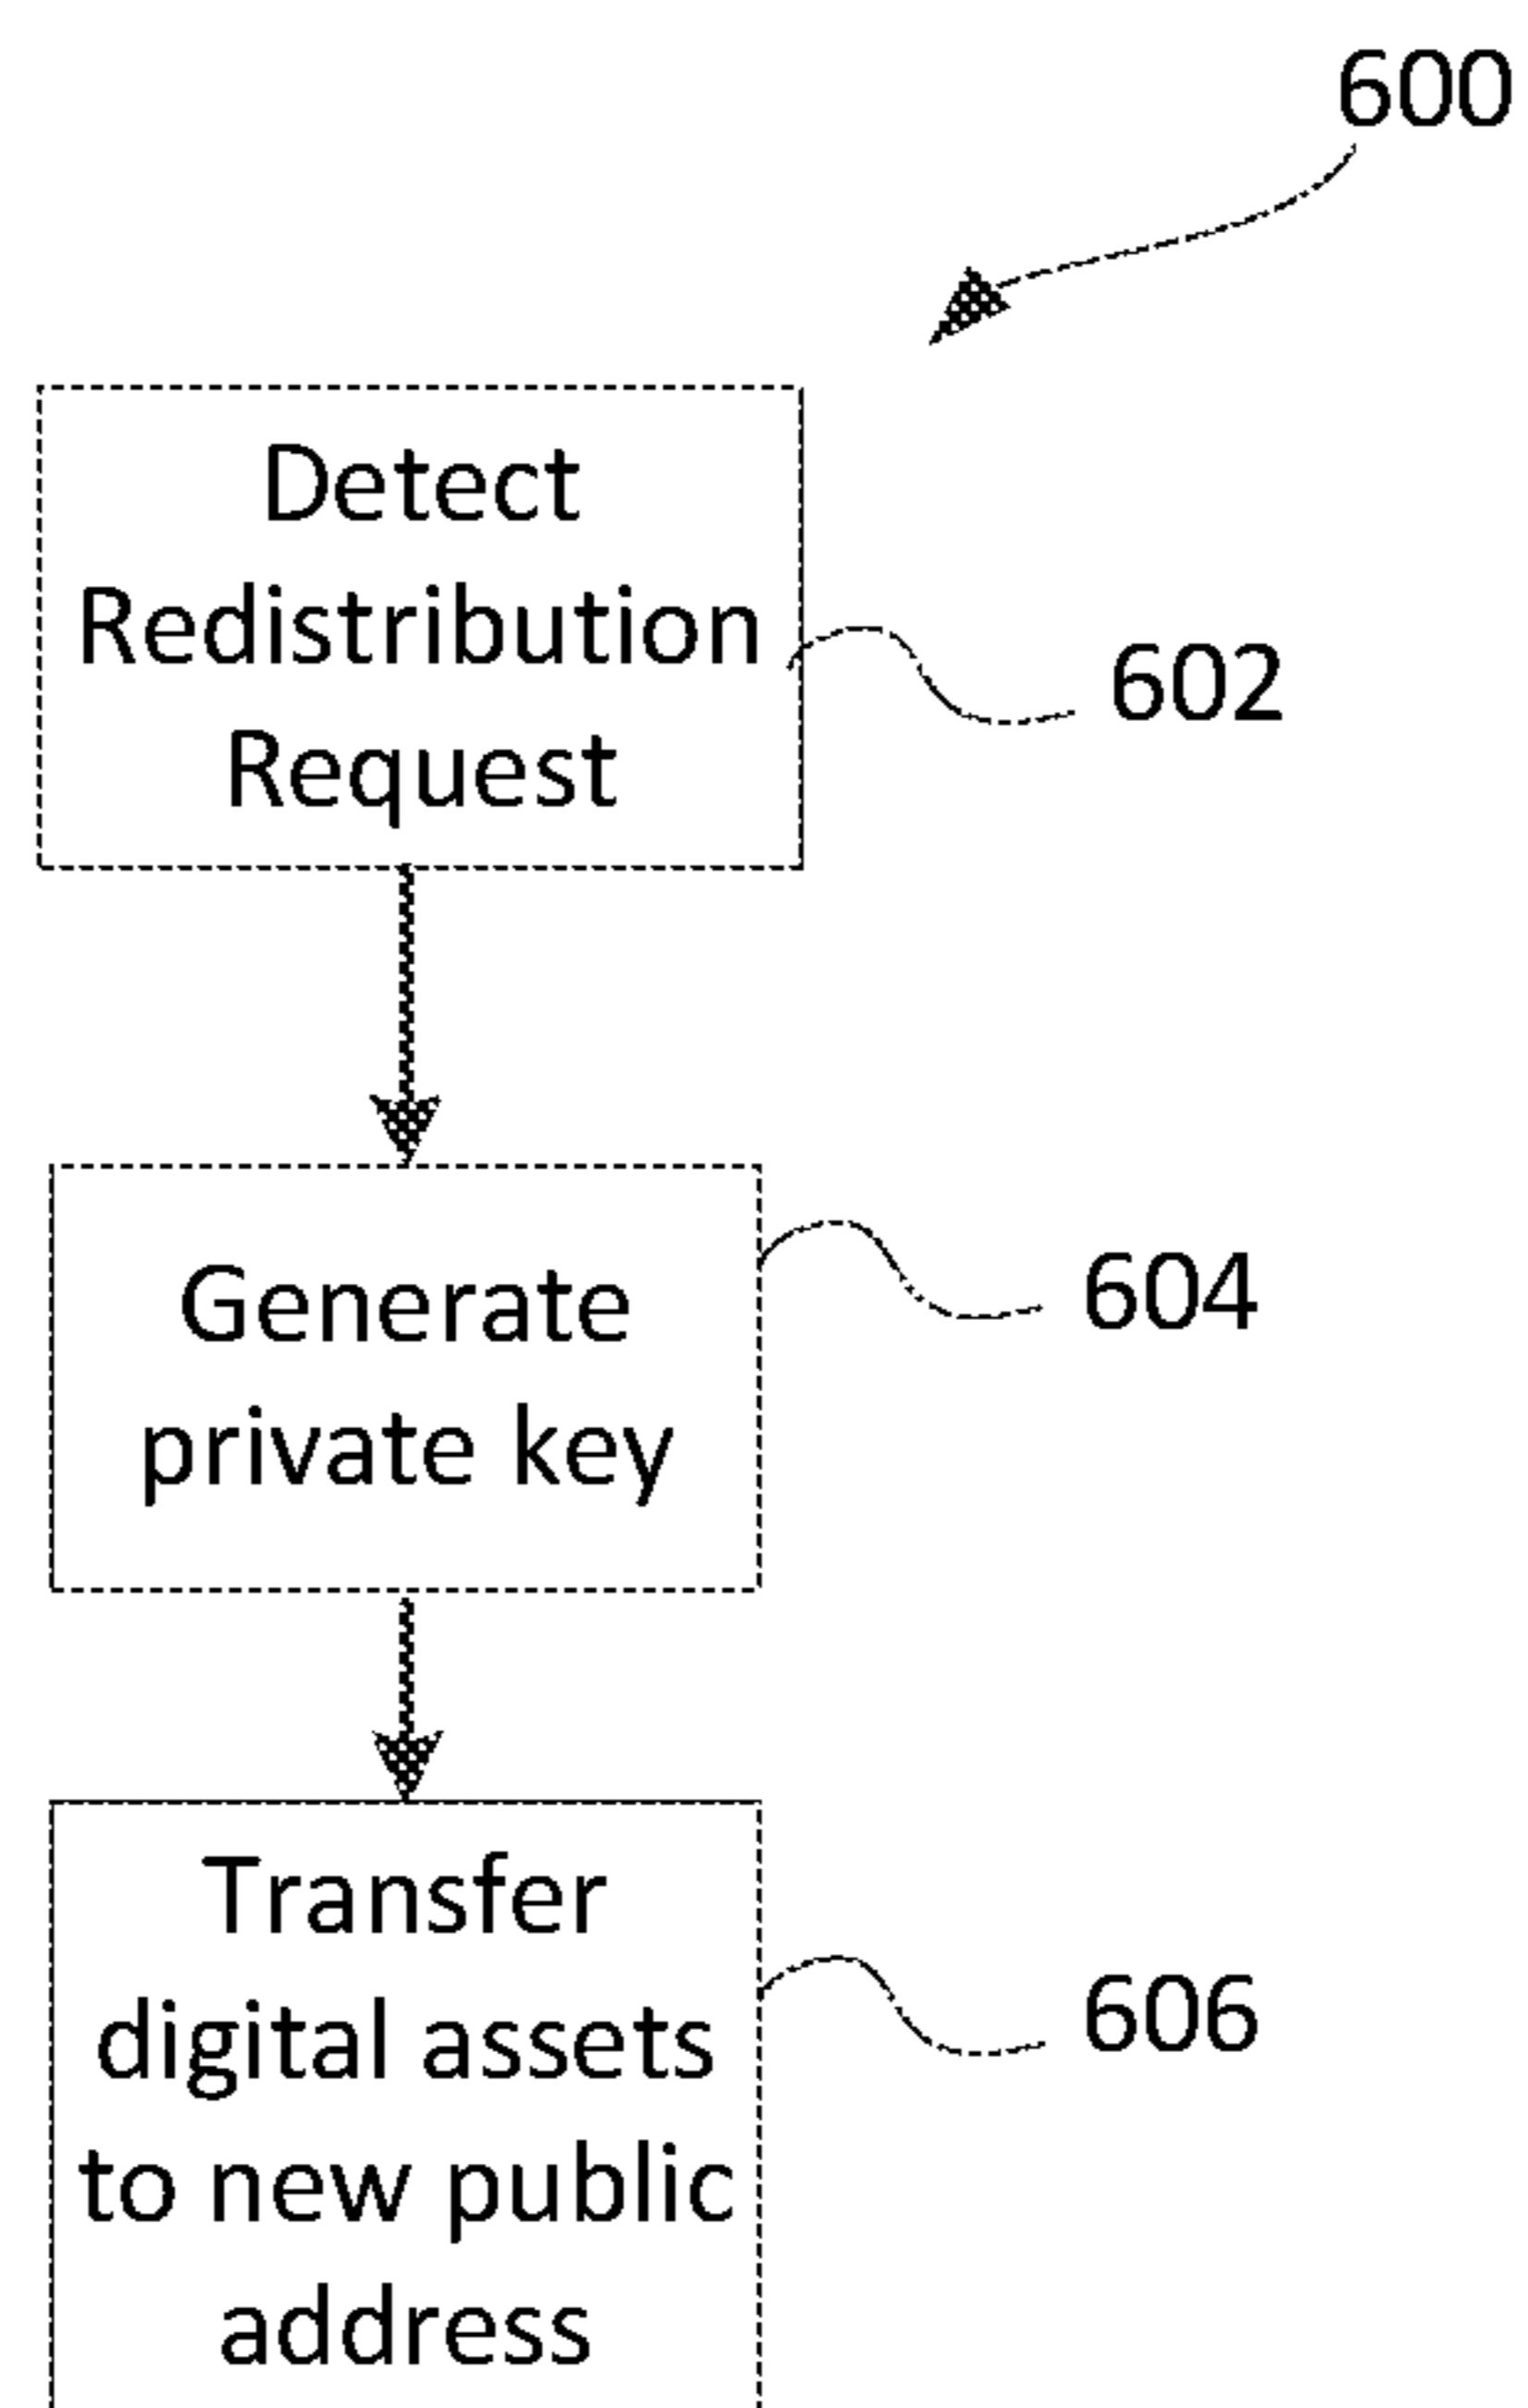 600
Detect
Redistribution
Request
602
Generate
private key
604
Transfer
digital assets
to new public
address
606